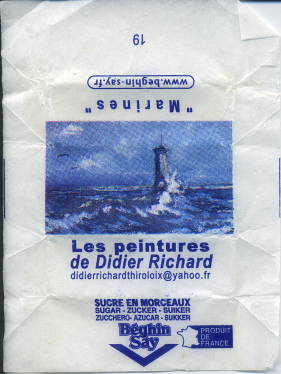 19
www.beghin-say.fr
"Marines"
Les peintures
de Didier Richard
didierrichardthiroloix@yahoo.fr
SUCRE EN MORCEAUX
SUGAR - ZUCKER - SUIKER
ZUCCHERO - AZUCAR - SUKKER
Béghin
Say
PRODUIT
DE
FRANCE